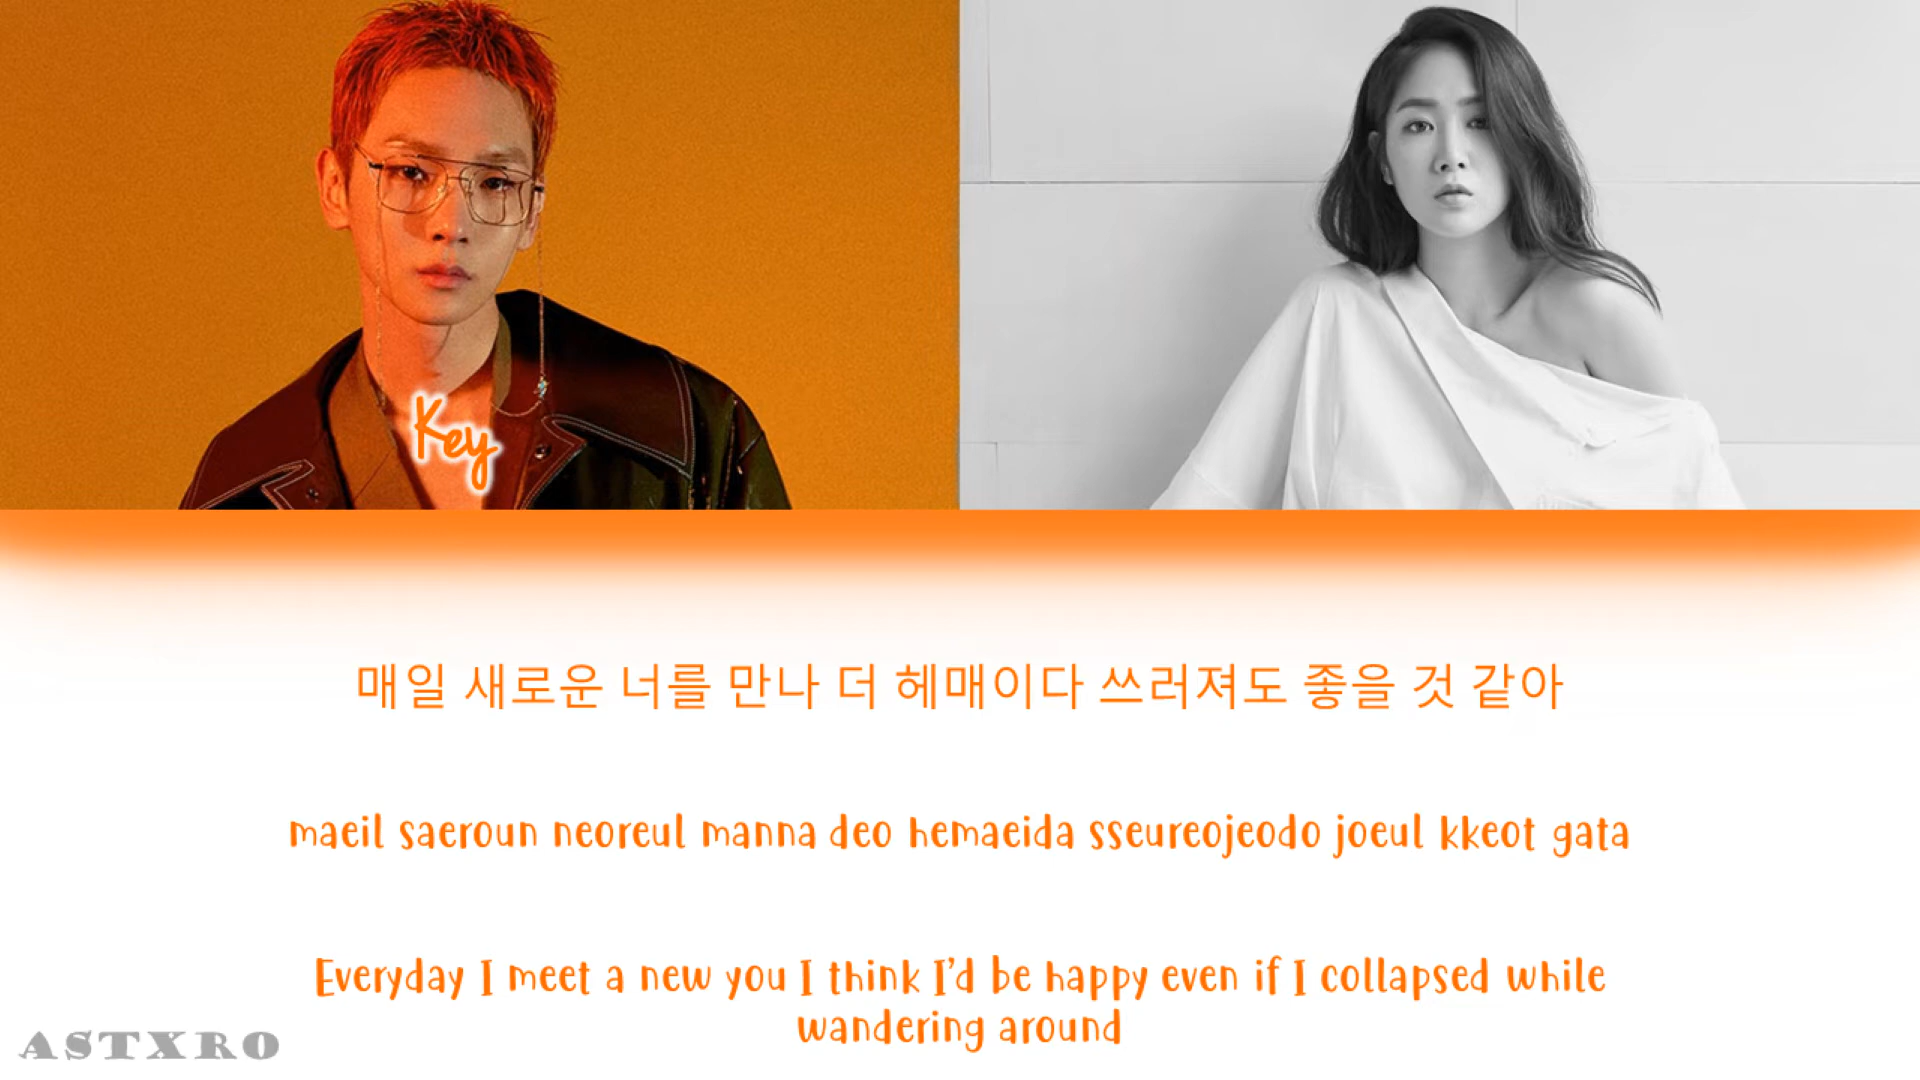 Key
매일 새로운 너를 만나 더 헤매이다 쓰러져도 좋을 것 같아
maeil saeroun neoreul manna deo hemaeida sseureojeodo joeul kkeot gata
Everyday I meet a new you I think I'd be happy even if I collapsed while
wandering around
ASTXRO